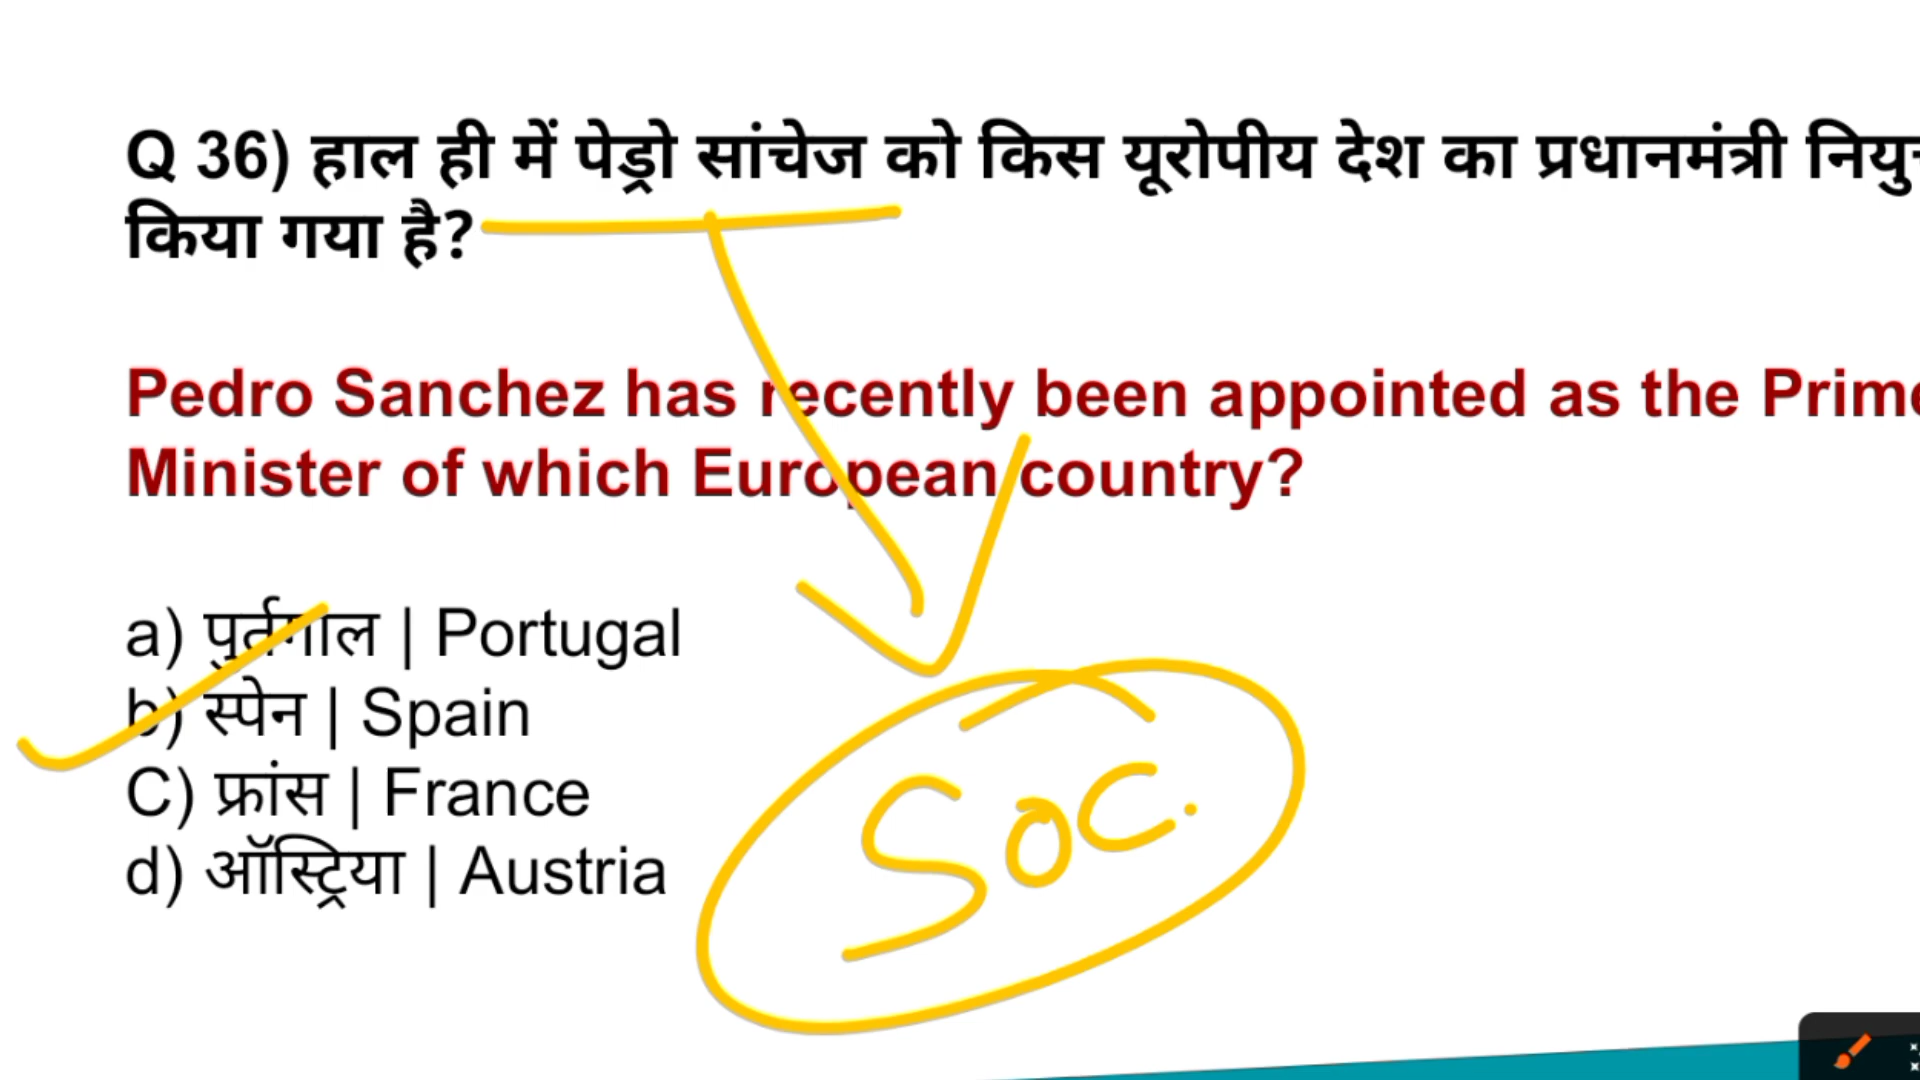 Q 36) हाल ही में पेड्रो सांचेज को किस यूरोपीय देश का प्रधानमंत्री
किया गया है?
Pedro Sanchez has recently been appointed as the Prime
Minister of which European country?
a) पुर्तगाल | Portugal
b) स्पेन | Spain
C) फ्रांस | France
d) ऑस्ट्रिया | Austria
Soc.